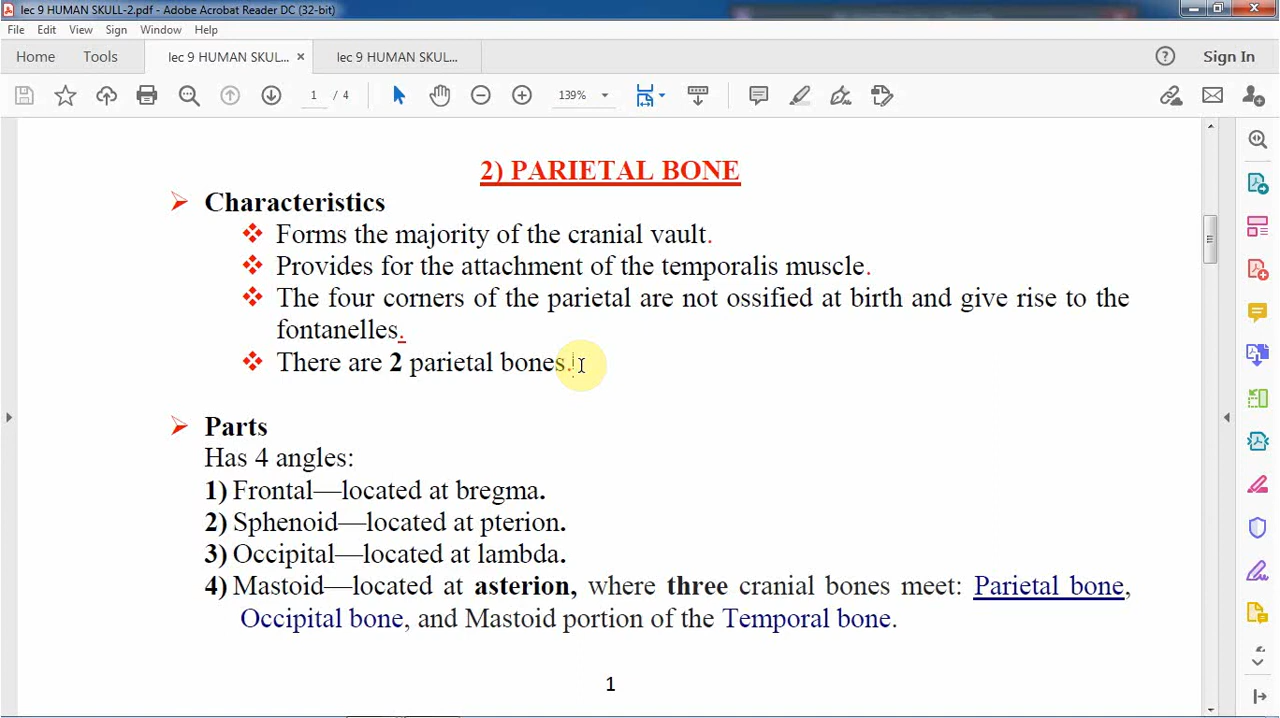 lec 9 HUMAN SKULL-2.pdf - Adobe Acrobat Reader DC (32-bit)
File Edit View Sign Window Help
Home Tools lec 9 HUMAN SKUL... × lec 9 HUMAN SKUL... Sign In
1 / 4 139%
2) PARIETAL BONE
Characteristics
Forms the majority of the cranial vault.
Provides for the attachment of the temporalis muscle.
The four corners of the parietal are not ossified at birth and give rise to the
fontanelles.
There are 2 parietal bones.
Parts
Has 4 angles:
1) Frontal—located at bregma.
2) Sphenoid—located at pterion.
3) Occipital—located at lambda.
4) Mastoid—located at asterion, where three cranial bones meet: Parietal bone,
Occipital bone, and Mastoid portion of the Temporal bone.
1